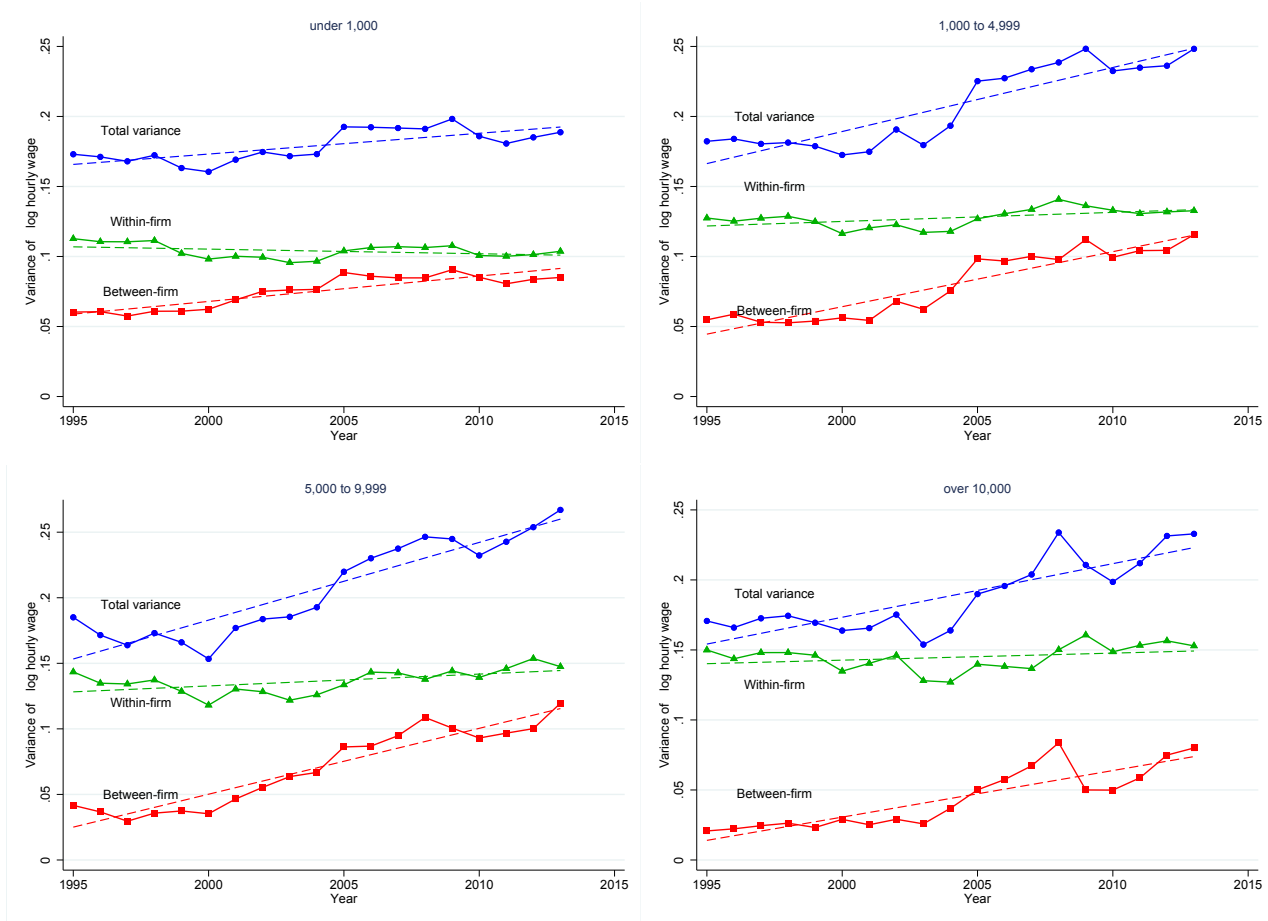 under 1,000
Variance of log hourly wage
.25
.2
.15
.1
.05
0
Total variance
Within-firm
Between-firm
1995 2000 2005 2010 2015
Year
1,000 to 4,999
Variance of log hourly wage
.25
.2
.15
.1
.05
0
Total variance
Within-firm
Between-firm
1995 2000 2005 2010 2015
Year
5,000 to 9,999
Variance of log hourly wage
.25
.2
.15
.1
.05
0
Total variance
Within-firm
Between-firm
1995 2000 2005 2010 2015
Year
over 10,000
Variance of log hourly wage
.25
.2
.15
.1
.05
0
Total variance
Within-firm
Between-firm
1995 2000 2005 2010 2015
Year